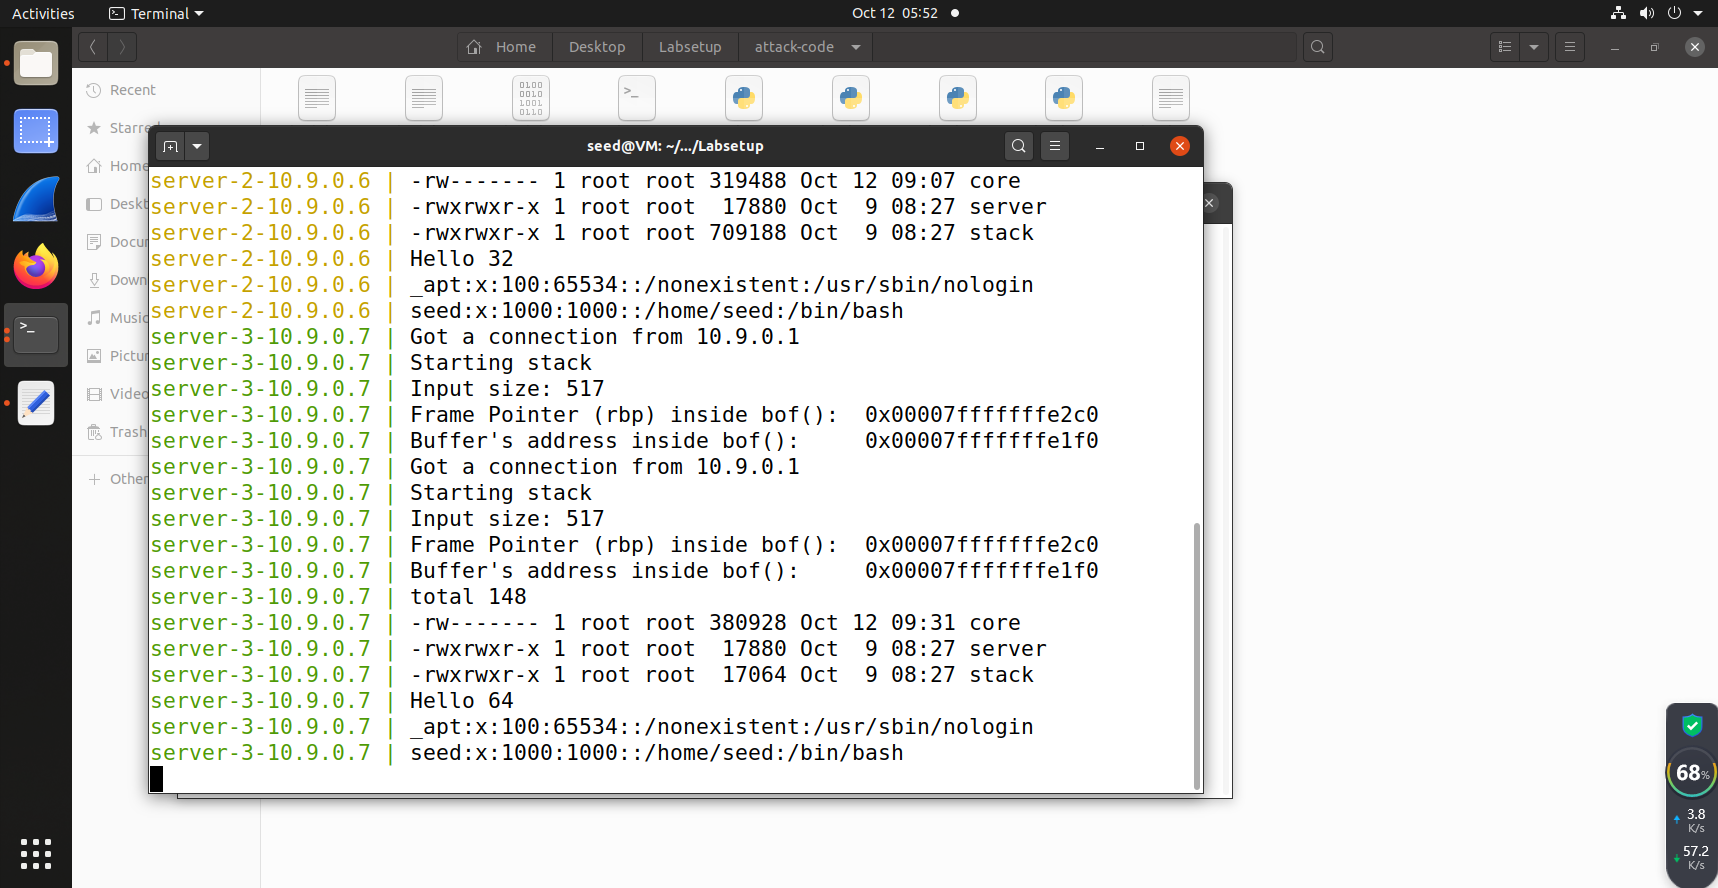 Activities
Terminal
Oct 12 05:52
Home
Desktop
Labsetup
attack-code
Recent
Starred
Home
Deskt
Docur
Down
Music
Pictur
Video
Trash
Other
0100
0010
1001
0110
>_
seed@VM: ~/.../Labsetup
server-2-10.9.0.6 | -rw------- 1 root root 319488 Oct 12 09:07 core
server-2-10.9.0.6 | -rwxrwxr-x 1 root root  17880 Oct  9 08:27 server
server-2-10.9.0.6 | -rwxrwxr-x 1 root root 709188 Oct  9 08:27 stack
server-2-10.9.0.6 | Hello 32
server-2-10.9.0.6 | _apt:x:100:65534::/nonexistent:/usr/sbin/nologin
server-2-10.9.0.6 | seed:x:1000:1000::/home/seed:/bin/bash
server-3-10.9.0.7 | Got a connection from 10.9.0.1
server-3-10.9.0.7 | Starting stack
server-3-10.9.0.7 | Input size: 517
server-3-10.9.0.7 | Frame Pointer (rbp) inside bof():  0x00007fffffffe2c0
server-3-10.9.0.7 | Buffer's address inside bof():     0x00007fffffffe1f0
server-3-10.9.0.7 | Got a connection from 10.9.0.1
server-3-10.9.0.7 | Starting stack
server-3-10.9.0.7 | Input size: 517
server-3-10.9.0.7 | Frame Pointer (rbp) inside bof():  0x00007fffffffe2c0
server-3-10.9.0.7 | Buffer's address inside bof():     0x00007fffffffe1f0
server-3-10.9.0.7 | total 148
server-3-10.9.0.7 | -rw------- 1 root root 380928 Oct 12 09:31 core
server-3-10.9.0.7 | -rwxrwxr-x 1 root root  17880 Oct  9 08:27 server
server-3-10.9.0.7 | -rwxrwxr-x 1 root root  17064 Oct  9 08:27 stack
server-3-10.9.0.7 | Hello 64
server-3-10.9.0.7 | _apt:x:100:65534::/nonexistent:/usr/sbin/nologin
server-3-10.9.0.7 | seed:x:1000:1000::/home/seed:/bin/bash
68%
3.8
K/s
57.2
K/s